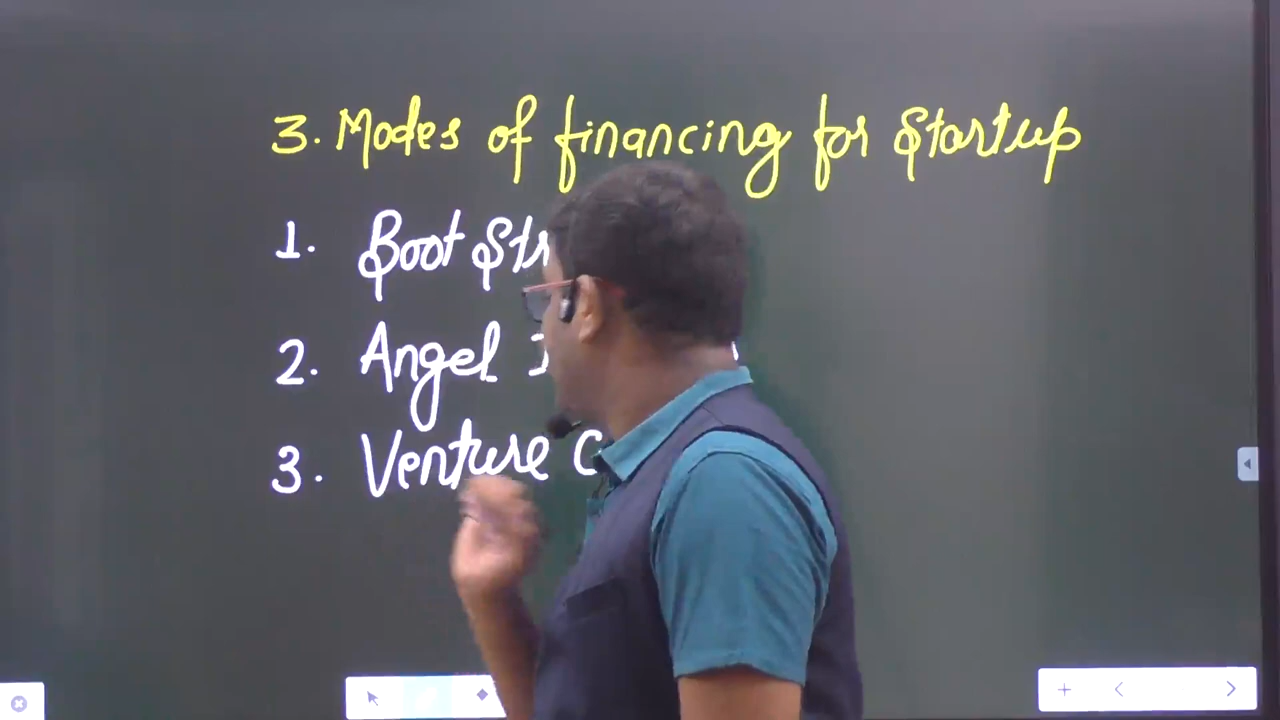 3. Modes of financing for Startup
1. Boot Str
2. Angel I
3. Venture C